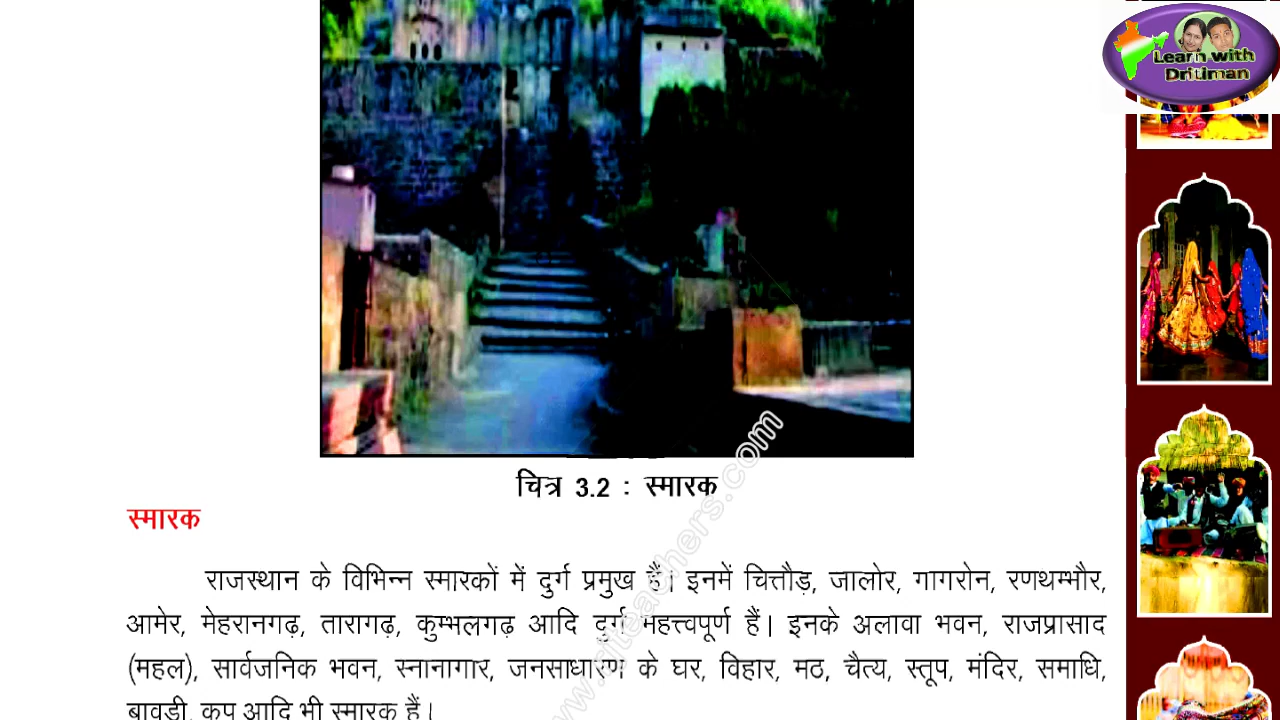 Learn with
Dritiman
चित्र 3.2 : स्मारक
स्मारक
राजस्थान के विभिन्न स्मारकों में दुर्ग प्रमुख हैं। इनमें चित्तौड़, जालोर, गागरोन, रणथम्भौर,
आमेर, मेहरानगढ़, तारागढ़, कुम्भलगढ़ आदि दुर्ग महत्त्वपूर्ण हैं। इनके अलावा भवन, राजप्रासाद
(महल), सार्वजनिक भवन, स्नानागार, जनसाधारण के घर, विहार, मठ, चैत्य, स्तूप, मंदिर, समाधि,
बावड़ी, कूप आदि भी स्मारक हैं।